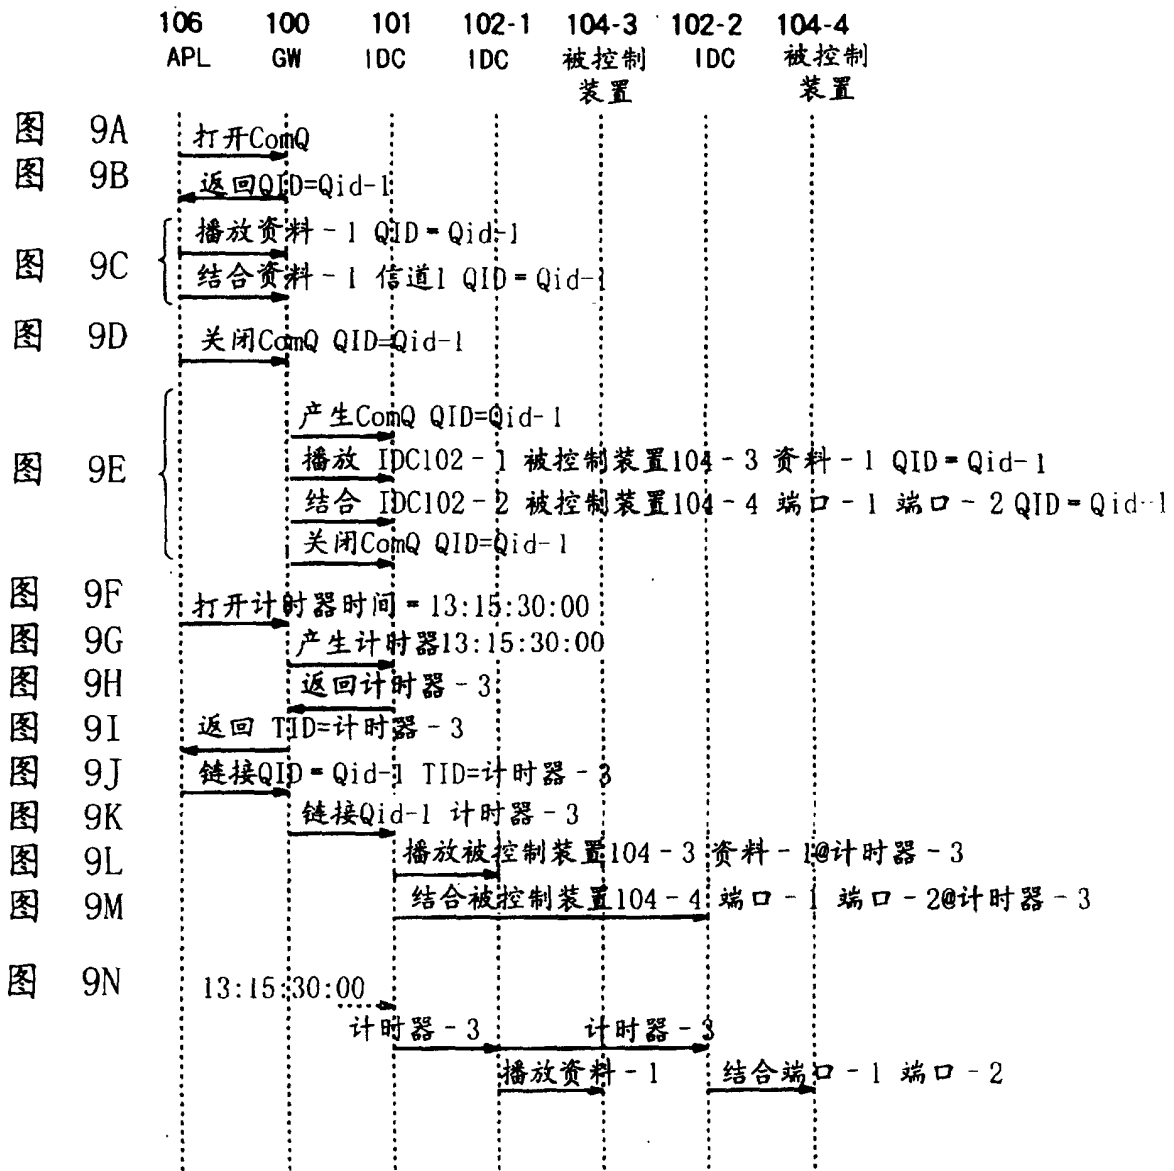 106 100 101 102-1 104-3 102-2 104-4
APL GW IDC IDC 被控制 IDC 被控制
装置 装置
图 9A 打开ComQ
图 9B 返回QID=Qid-1
播放资料-1 QID=Qid-1
图 9C
结合资料-1 信道1 QID=Qid-1
图 9D 关闭ComQ QID=Qid-1
产生ComQ QID=Qid-1
图 9E 播放 IDC102-1 被控制装置104-3 资料-1 QID=Qid-1
结合 IDC102-2 被控制装置104-4 端口-1 端口-2 QID=Qid-1
关闭ComQ QID=Qid-1
图 9F 打开计时器时间=13:15:30:00
图 9G 产生计时器13:15:30:00
图 9H 返回计时器-3
图 9I 返回 TID=计时器-3
图 9J 链接QID=Qid-1 TID=计时器-3
图 9K 链接Qid-1 计时器-3
图 9L 播放被控制装置104-3 资料-1@计时器-3
图 9M 结合被控制装置104-4 端口-1 端口-2@计时器-3
图 9N 13:15:30:00
计时器-3 计时器-3
播放资料-1 结合端口-1 端口-2